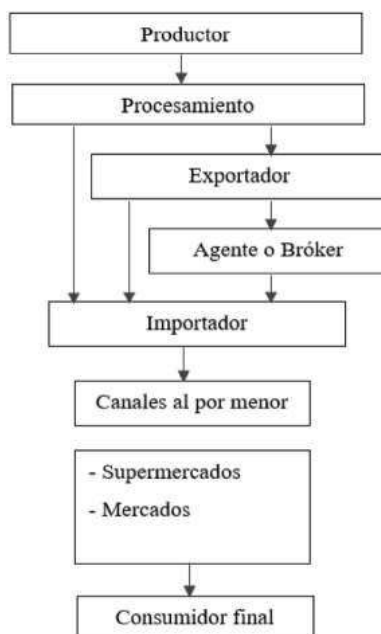 Productor
Procesamiento
Exportador
Agente o Bróker
Importador
Canales al por menor
- Supermercados
- Mercados
Consumidor final